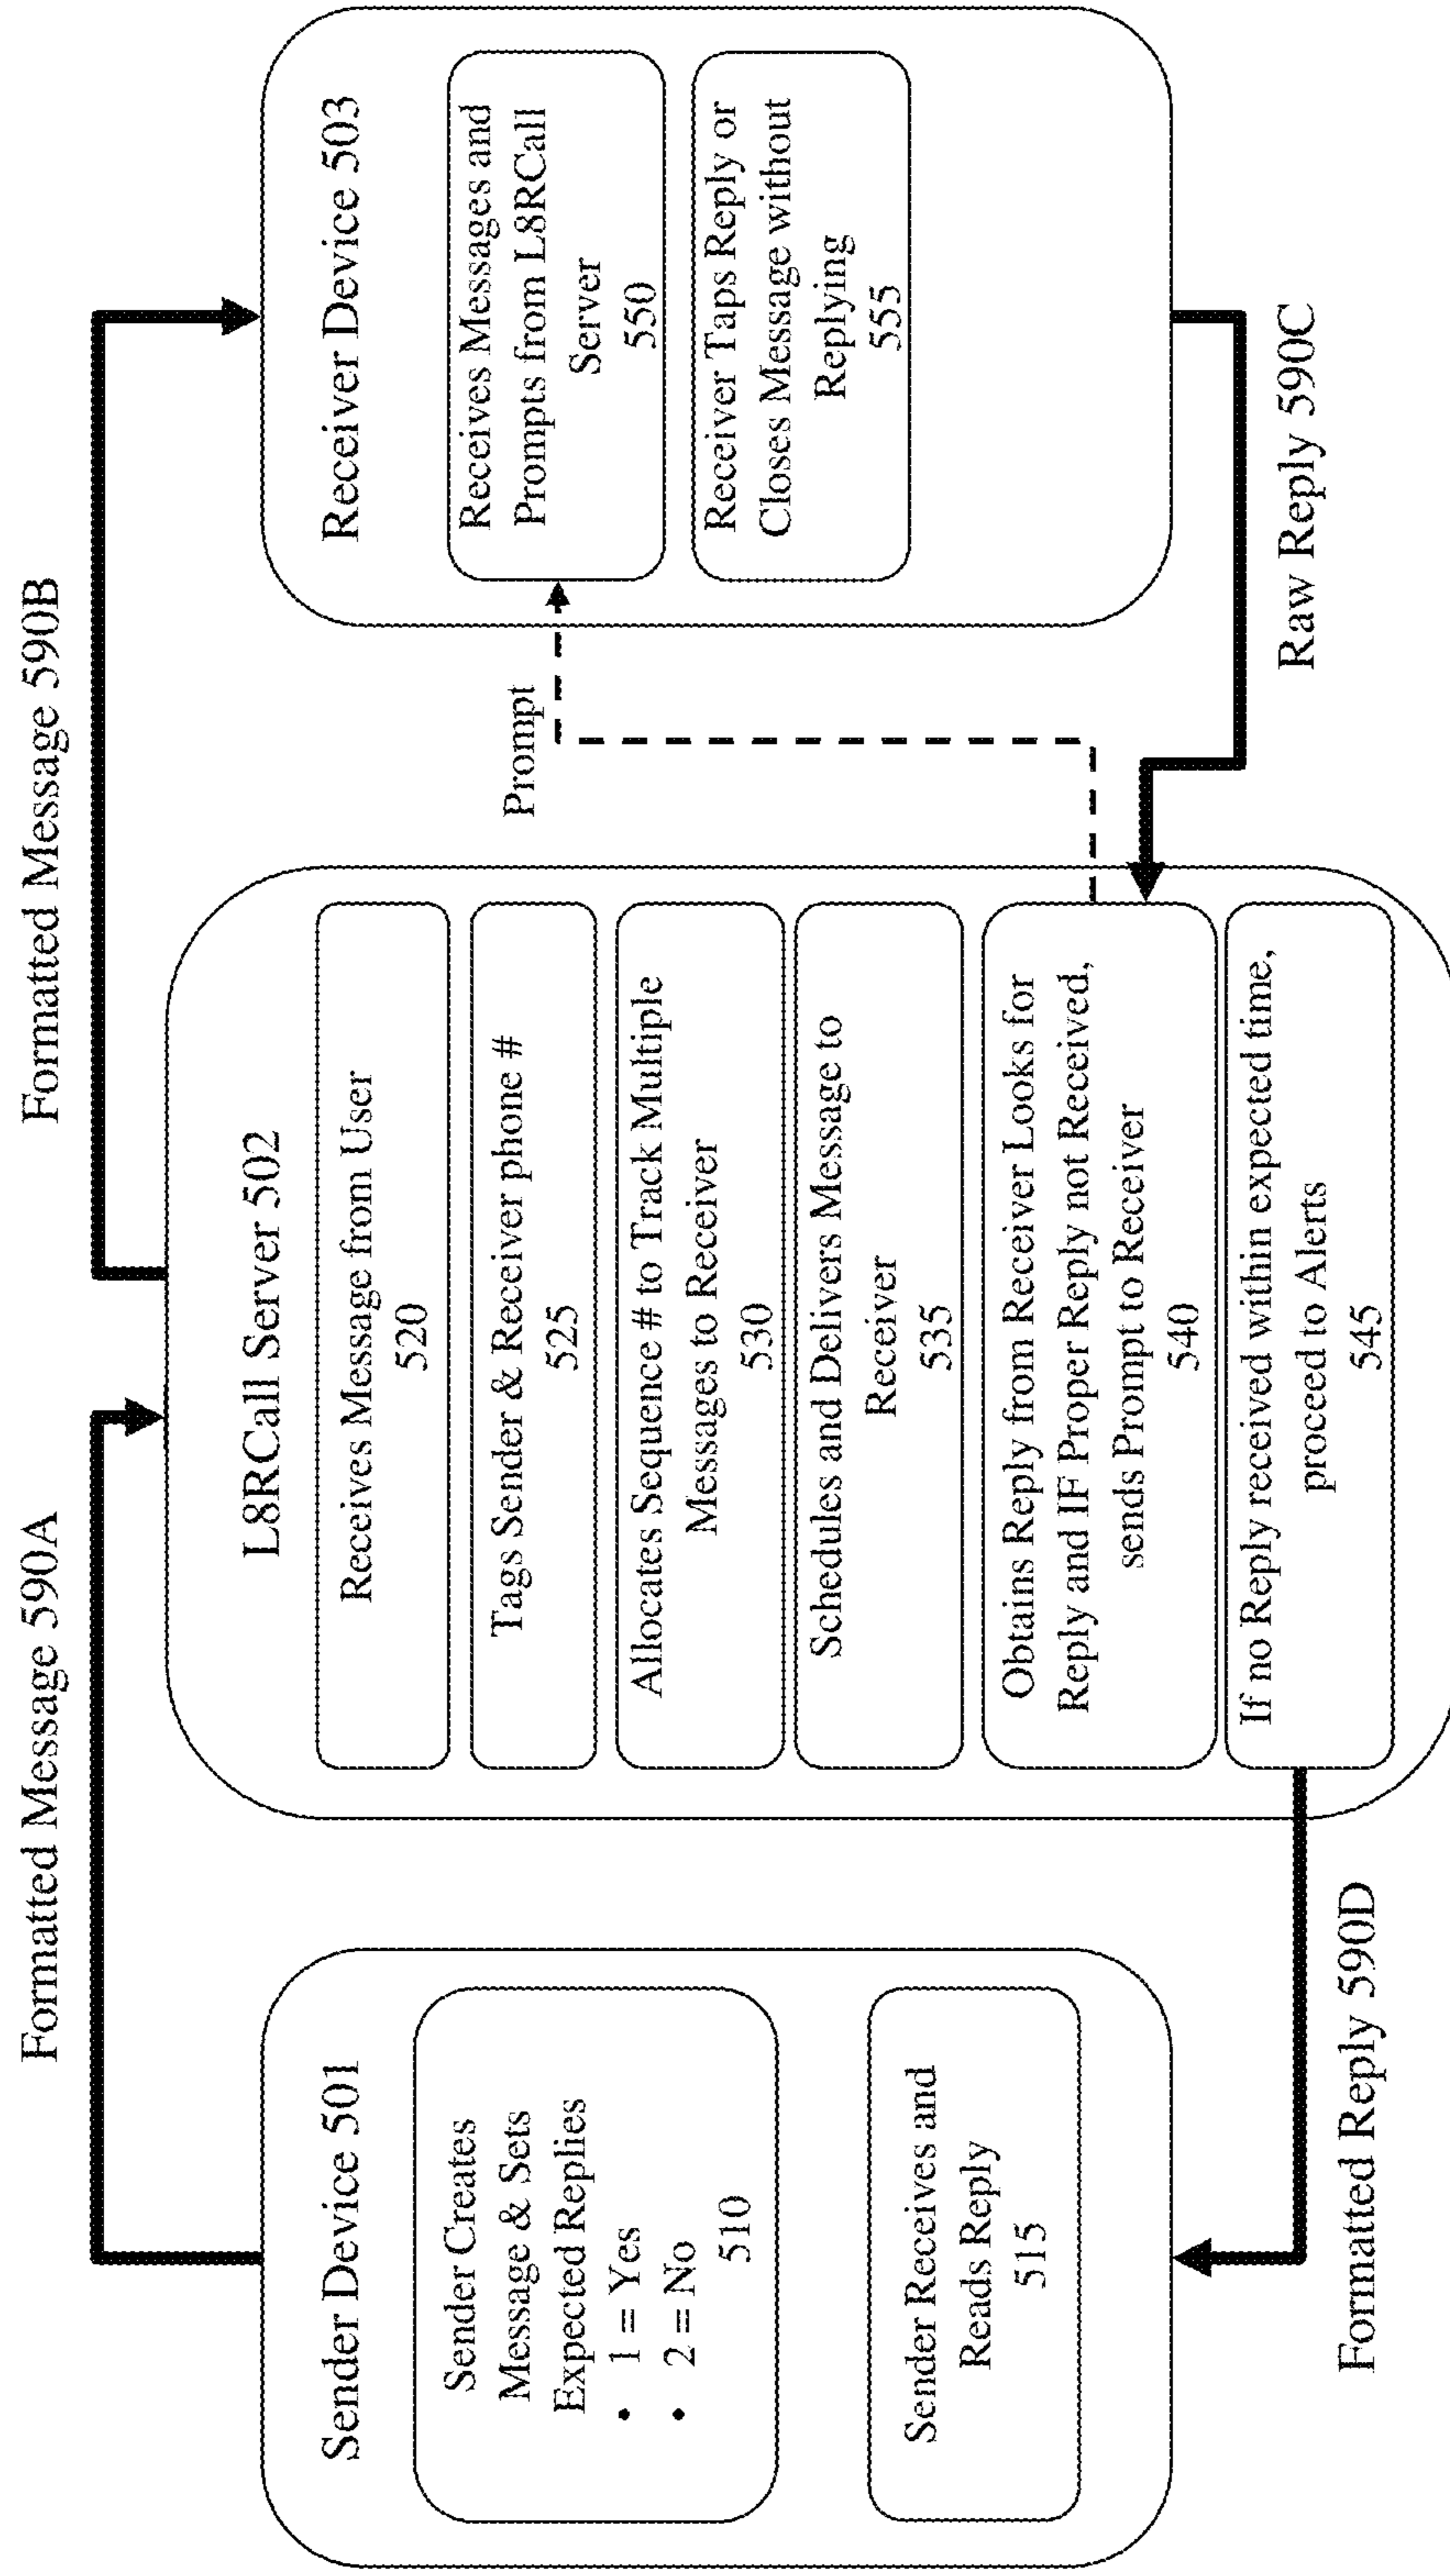 Formatted Message 590A
Formatted Message 590B
Sender Device 501
Sender Creates
Message & Sets
Expected Replies
• 1 = Yes
• 2 = No
510
Sender Receives and
Reads Reply
515
L8RCall Server 502
Receives Message from User
520
Tags Sender & Receiver phone #
525
Allocates Sequence # to Track Multiple
Messages to Receiver
530
Schedules and Delivers Message to
Receiver
535
Obtains Reply from Receiver Looks for
Reply and IF Proper Reply not Received,
sends Prompt to Receiver
540
If no Reply received within expected time,
proceed to Alerts
545
Prompt
Receiver Device 503
Receives Messages and
Prompts from L8RCall
Server
550
Receiver Taps Reply or
Closes Message without
Replying
555
Formatted Reply 590D
Raw Reply 590C